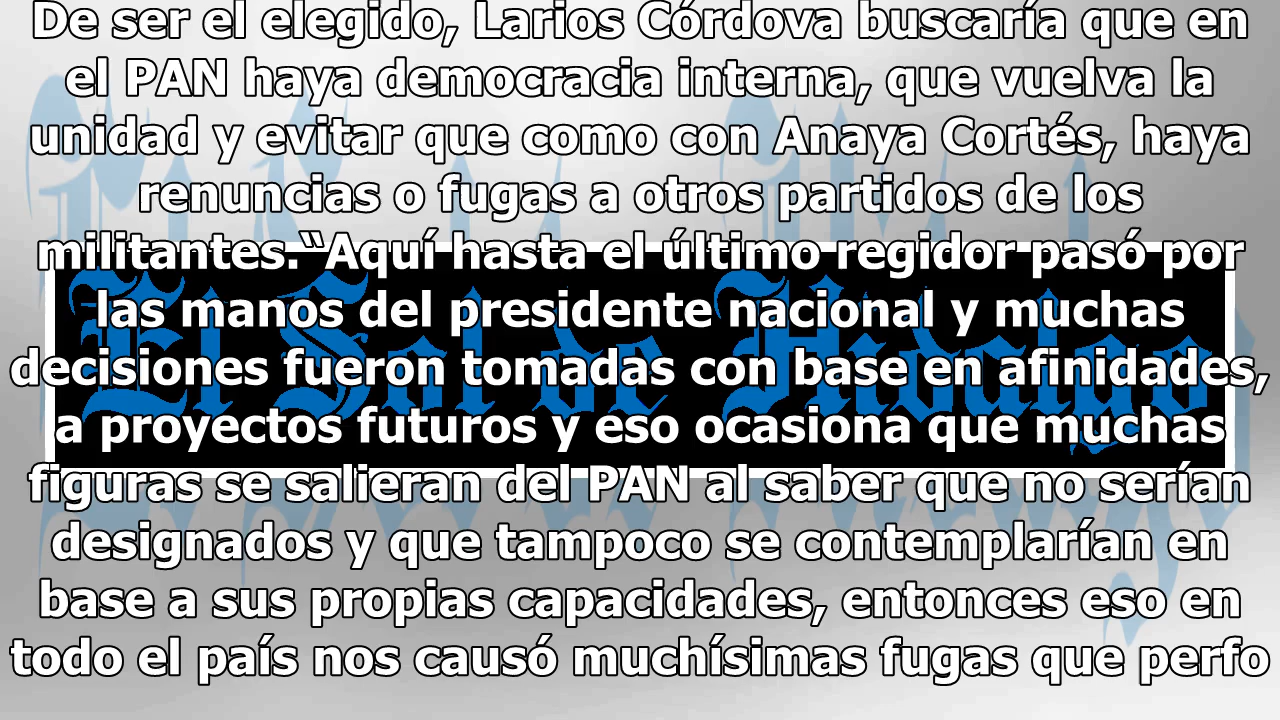 De ser el elegido, Larios Córdova buscaría que en
el PAN haya democracia interna, que vuelva la
unidad y evitar que como con Anaya Cortés, haya
renuncias o fugas a otros partidos de los
militantes.“Aquí hasta el último regidor pasó por
las manos del presidente nacional y muchas
decisiones fueron tomadas con base en afinidades,
a proyectos futuros y eso ocasiona que muchas
figuras se salieran del PAN al saber que no serían
designados y que tampoco se contemplarían en
base a sus propias capacidades, entonces eso en
todo el país nos causó muchísimas fugas que perfo
El Sol de Hidalgo